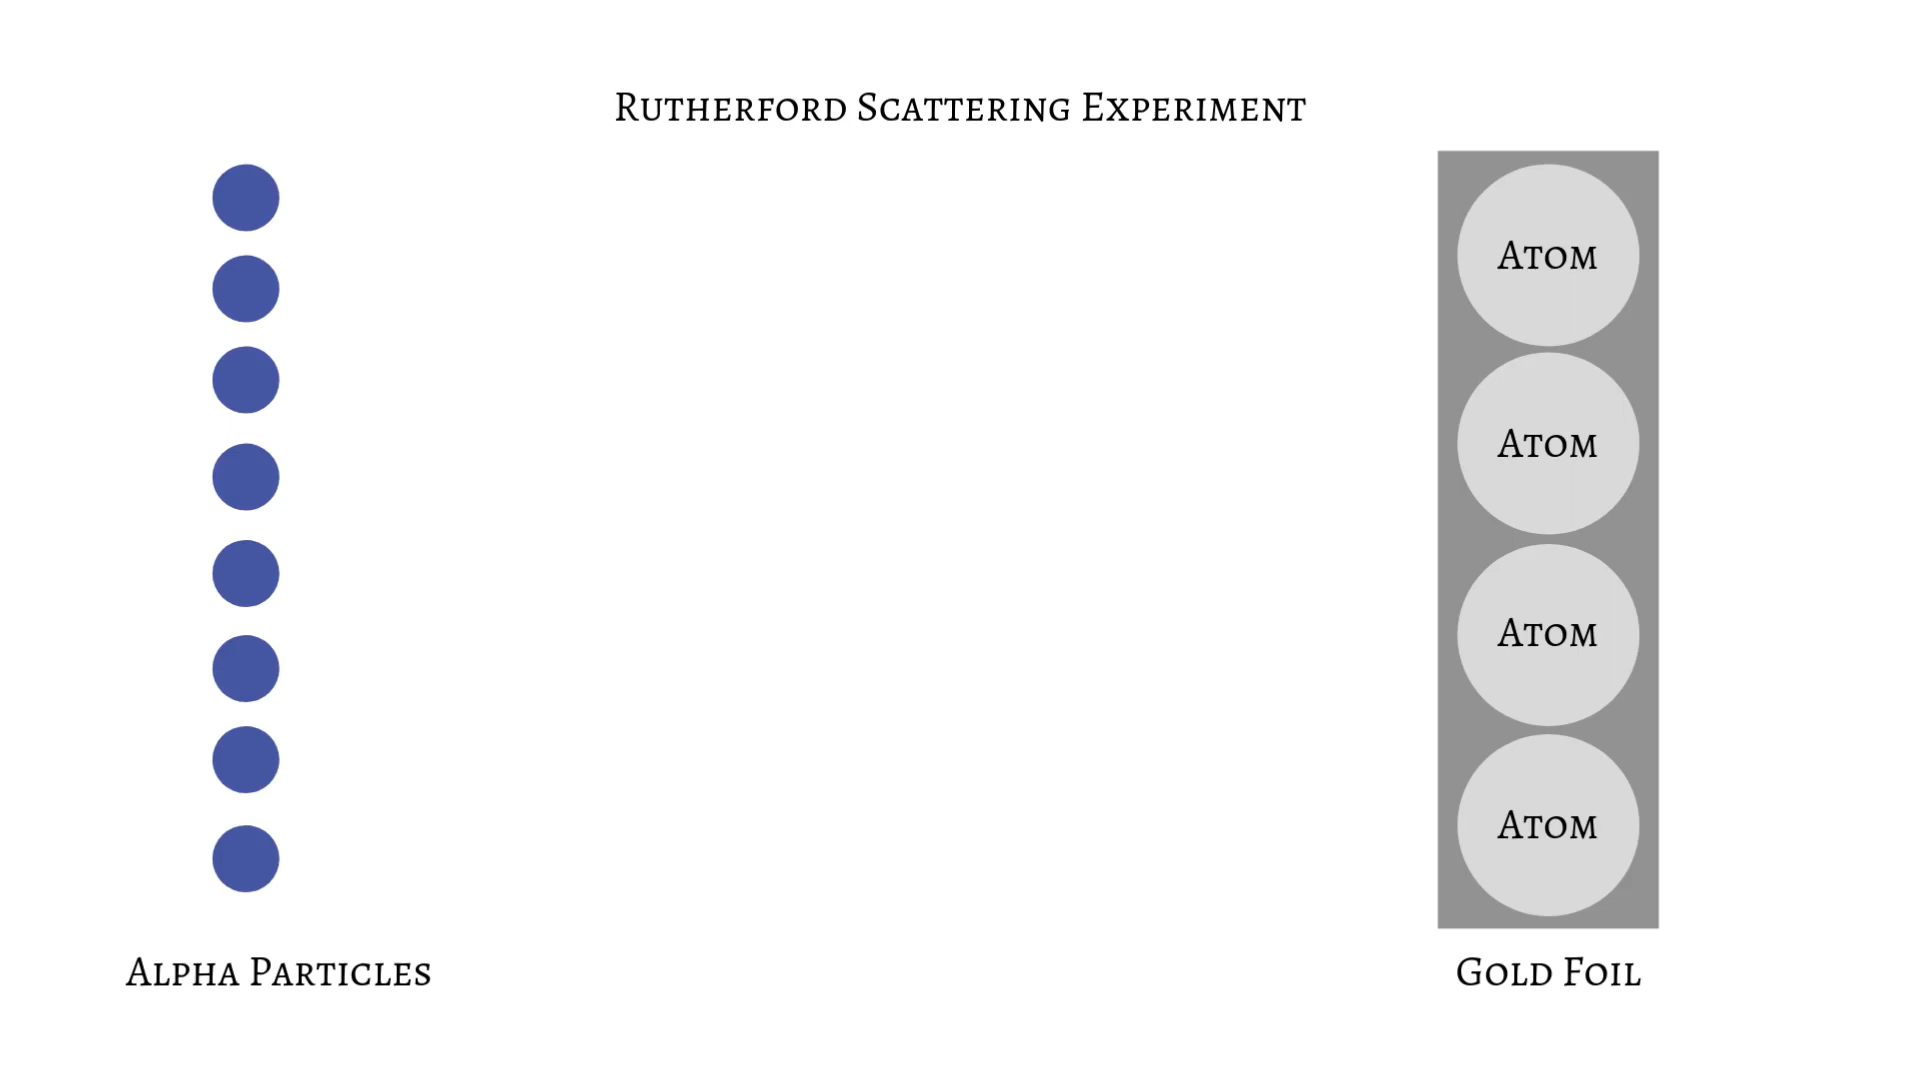 Rutherford Scattering Experiment
Atom
Atom
Atom
Atom
Alpha Particles
Gold Foil